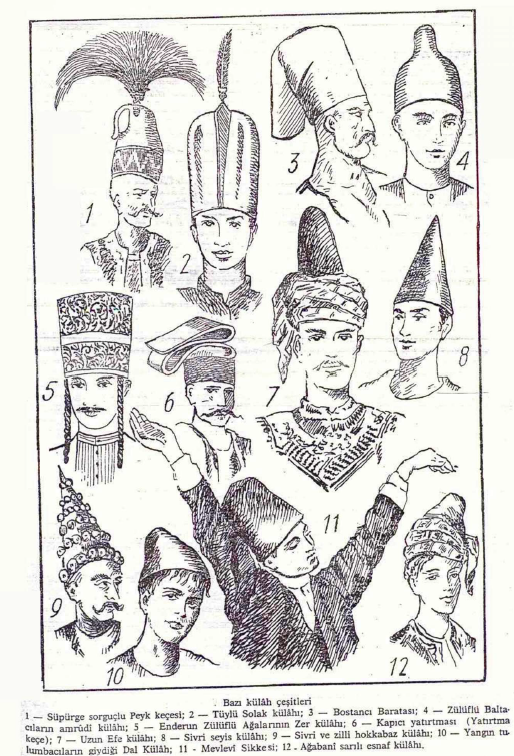 1
2
3
4
5
6
7
8
9
10
11
12
Bazı külâh çeşitleri
1 — Süpürge sorguçlu Peyk keçesi; 2 — Tüylü Solak külâhı; 3 — Bostancı Baratası; 4 — Zülüflü Balta-
cıların amrûdî külâhı; 5 — Enderun Zülüflü Ağalarının Zer külâhı; 6 — Kapıcı yatırtması (Yatırtma
keçe); 7 — Uzun Efe külâhı; 8 — Sivri seyis külâhı; 9 — Sivri ve zilli hokkabaz külâhı; 10 — Yangın tu-
lumbacıların giydiği Dal Külâh; 11 - Mevlevî Sikkesi; 12 - Ağabanî sarılı esnaf külâhı.